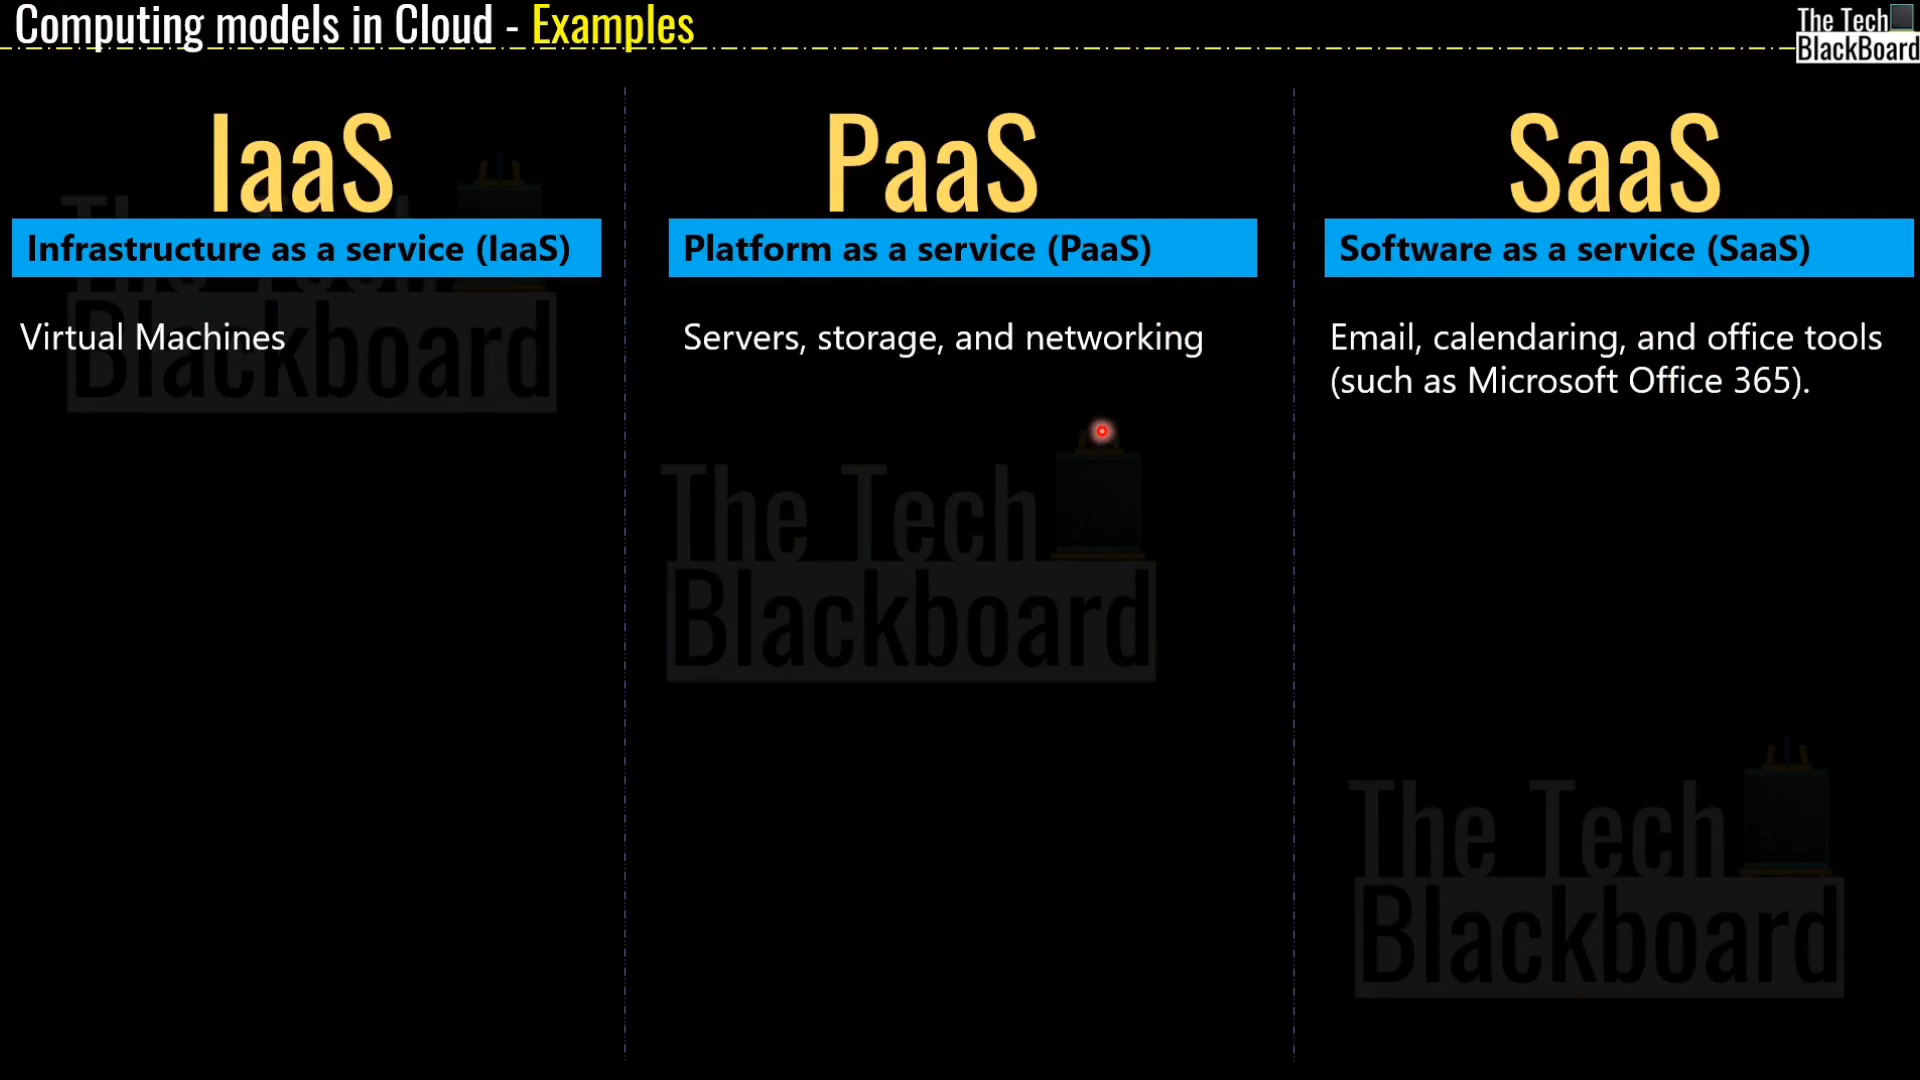 Computing models in Cloud - Examples
The Tech
BlackBoard
IaaS
Infrastructure as a service (IaaS)
Virtual Machines
PaaS
Platform as a service (PaaS)
Servers, storage, and networking
SaaS
Software as a service (SaaS)
Email, calendaring, and office tools
(such as Microsoft Office 365).
The Tech
Blackboard
The Tech
Blackboard
The Tech
Blackboard